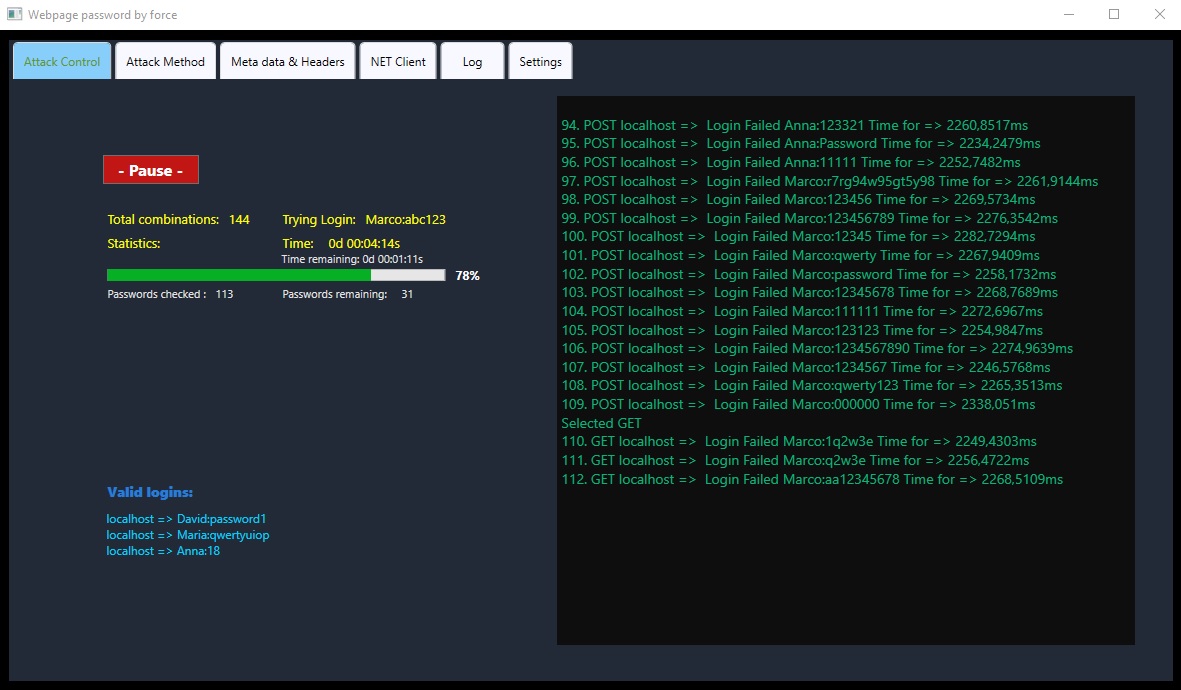 Webpage password by force
Attack Control
Attack Method
Meta data & Headers
NET Client
Log
Settings
- Pause -
Total combinations: 144
Trying Login: Marco:abc123
Statistics:
Time: 0d 00:04:14s
Time remaining: 0d 00:01:11s
78%
Passwords checked : 113
Passwords remaining: 31
Valid logins:
localhost => David:password1
localhost => Maria:qwertyuiop
localhost => Anna:18
94. POST localhost => Login Failed Anna:123321 Time for => 2260,8517ms
95. POST localhost => Login Failed Anna:Password Time for => 2234,2479ms
96. POST localhost => Login Failed Anna:11111 Time for => 2252,7482ms
97. POST localhost => Login Failed Marco:r7rg94w95gt5y98 Time for => 2261,9144ms
98. POST localhost => Login Failed Marco:123456 Time for => 2269,5734ms
99. POST localhost => Login Failed Marco:123456789 Time for => 2276,3542ms
100. POST localhost => Login Failed Marco:12345 Time for => 2282,7294ms
101. POST localhost => Login Failed Marco:qwerty Time for => 2267,9409ms
102. POST localhost => Login Failed Marco:password Time for => 2258,1732ms
103. POST localhost => Login Failed Marco:12345678 Time for => 2268,7689ms
104. POST localhost => Login Failed Marco:111111 Time for => 2272,6967ms
105. POST localhost => Login Failed Marco:123123 Time for => 2254,9847ms
106. POST localhost => Login Failed Marco:1234567890 Time for => 2274,9639ms
107. POST localhost => Login Failed Marco:1234567 Time for => 2246,5768ms
108. POST localhost => Login Failed Marco:qwerty123 Time for => 2265,3513ms
109. POST localhost => Login Failed Marco:000000 Time for => 2338,051ms
Selected GET
110. GET localhost => Login Failed Marco:1q2w3e Time for => 2249,4303ms
111. GET localhost => Login Failed Marco:q2w3e Time for => 2256,4722ms
112. GET localhost => Login Failed Marco:aa12345678 Time for => 2268,5109ms